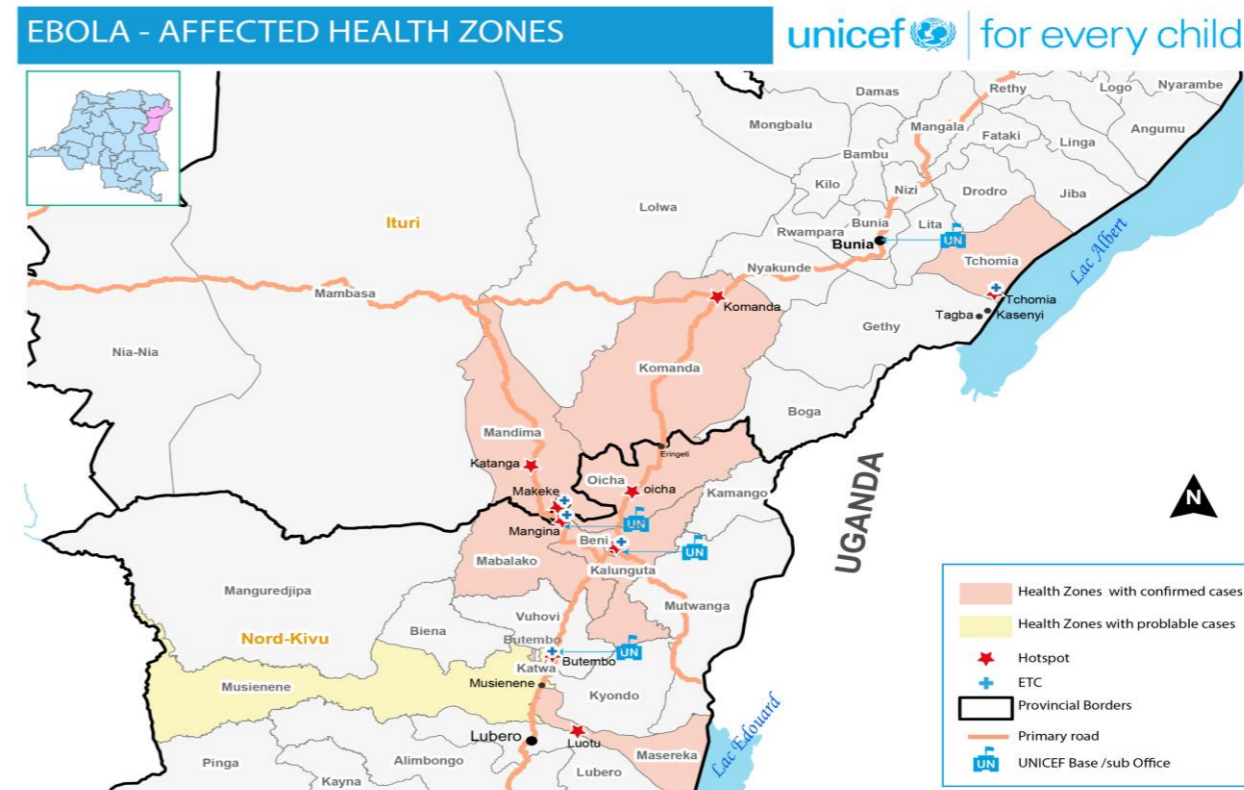 EBOLA - AFFECTED HEALTH ZONES
unicef for every child
Damas
Rethy
Logo
Nyarambe
Mongbalu
Mangala
Fataki
Linga
Angumu
Bambu
Kilo
Nizi
Drodro
Jiba
Lolwa
Ituri
Rwampara
Bunia
Lita
Bunia
UN
Tchomia
Lac Albert
Nyakunde
Mambasa
Komanda
Tchomia
Tagba
Kasenyi
Gethy
Nia-Nia
Komanda
Boga
Mandima
Eringeti
Katanga
Oicha
oicha
Kamango
UGANDA
N
Makeke
Mangina
UN
Beni
UN
Mabalako
Kalunguta
Manguredjipa
Mutwanga
Vuhovi
Biena
Nord-Kivu
Butembo
UN
Butembo
Katwa
Musienene
Musienene
Kyondo
Lubero
Luotu
Masereka
Lac Edouard
Pinga
Alimbongo
Lubero
Kayna
Health Zones with confirmed cases
Health Zones with problable cases
Hotspot
ETC
Provincial Borders
Primary road
UN UNICEF Base /sub Office